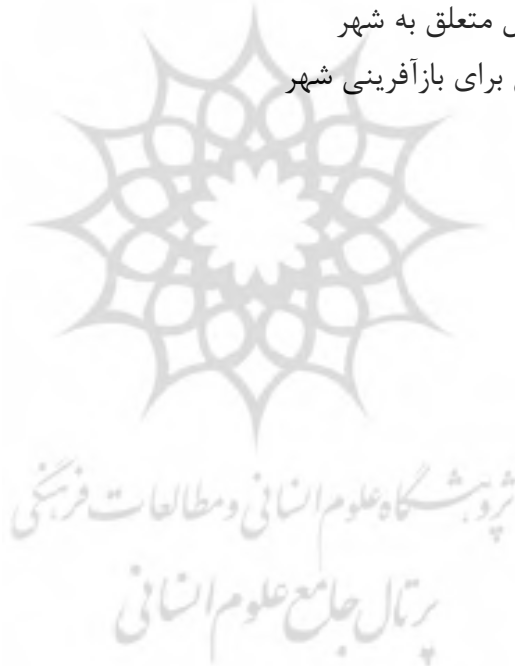 متعلق به شهر
برای بازآفرینی شهر
پژوهشگاه علوم انسانی و مطالعات فرهنگی
پرتال جامع علوم انسانی